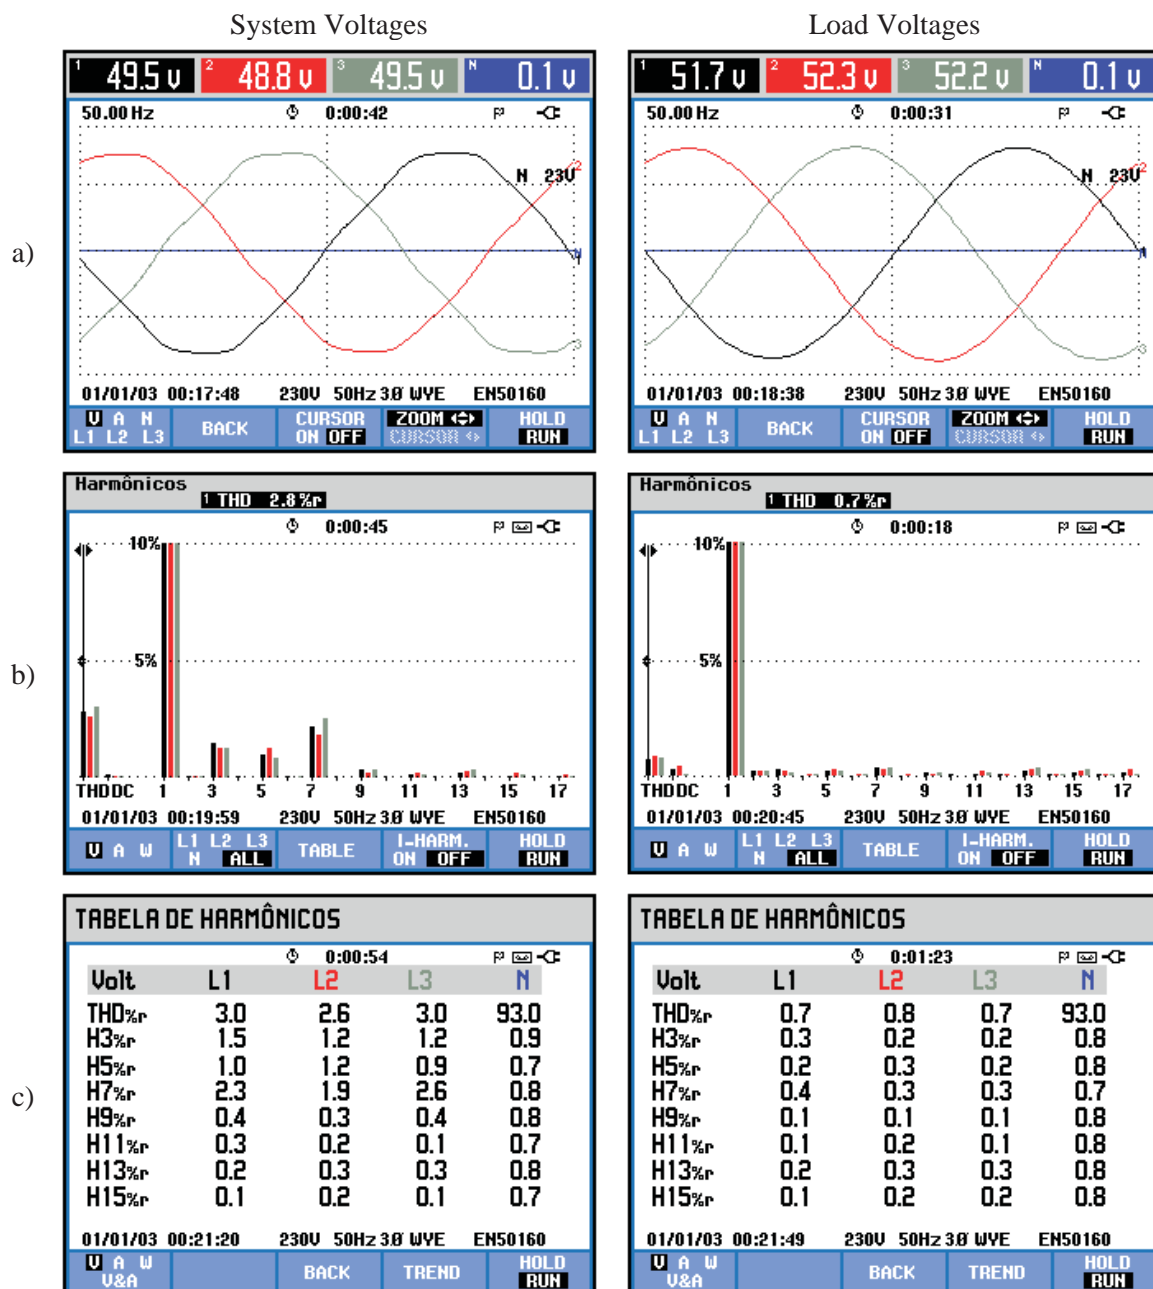 System Voltages
Load Voltages
a)
1 49.5 V 2 48.8 V 3 49.5 V N 0.1 V
50.00 Hz 0:00:42
N 23V
2
N
1
3
01/01/03 00:17:48 230V 50Hz 3Ø WYE EN50160
V A N
L1 L2 L3
BACK
CURSOR
ON OFF
ZOOM
CURSOR
HOLD
RUN
1 51.7 V 2 52.3 V 3 52.2 V N 0.1 V
50.00 Hz 0:00:31
N 23V
2
3
01/01/03 00:18:38 230V 50Hz 3Ø WYE EN50160
V A N
L1 L2 L3
BACK
CURSOR
ON OFF
ZOOM
CURSOR
HOLD
RUN
b)
Harmônicos
1 THD 2.8%r
0:00:45
10%
5%
THD DC 1 3 5 7 9 11 13 15 17
01/01/03 00:19:59 230V 50Hz 3Ø WYE EN50160
V A W
L1 L2 L3
N ALL
TABLE
I-HARM.
ON OFF
HOLD
RUN
Harmônicos
1 THD 0.7%r
0:00:18
10%
5%
THD DC 1 3 5 7 9 11 13 15 17
01/01/03 00:20:45 230V 50Hz 3Ø WYE EN50160
V A W
L1 L2 L3
N ALL
TABLE
I-HARM.
ON OFF
HOLD
RUN
c)
TABELA DE HARMÔNICOS
0:00:54
Volt L1 L2 L3 N
THD%r 3.0 2.6 3.0 93.0
H3%r 1.5 1.2 1.2 0.9
H5%r 1.0 1.2 0.9 0.7
H7%r 2.3 1.9 2.6 0.8
H9%r 0.4 0.3 0.4 0.8
H11%r 0.3 0.2 0.1 0.7
H13%r 0.2 0.3 0.3 0.8
H15%r 0.1 0.2 0.1 0.7
01/01/03 00:21:20 230V 50Hz 3Ø WYE EN50160
V A W
V&A
BACK
TREND
HOLD
RUN
TABELA DE HARMÔNICOS
0:01:23
Volt L1 L2 L3 N
THD%r 0.7 0.8 0.7 93.0
H3%r 0.3 0.2 0.2 0.8
H5%r 0.2 0.3 0.2 0.8
H7%r 0.4 0.3 0.3 0.7
H9%r 0.1 0.1 0.1 0.8
H11%r 0.1 0.2 0.1 0.8
H13%r 0.2 0.3 0.3 0.8
H15%r 0.1 0.2 0.2 0.8
01/01/03 00:21:49 230V 50Hz 3Ø WYE EN50160
V A W
V&A
BACK
TREND
HOLD
RUN